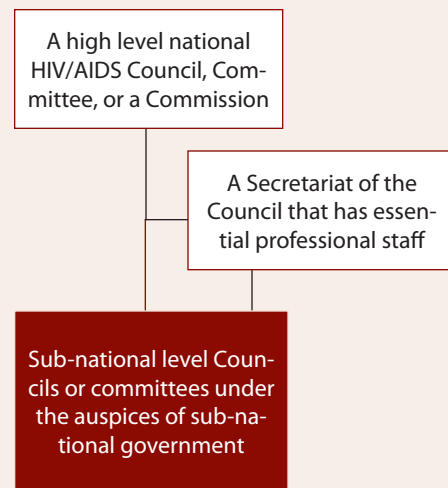 A high level national
HIV/AIDS Council, Com-
mittee, or a Commission
A Secretariat of the
Council that has essen-
tial professional staff
Sub-national level Coun-
cils or committees under
the auspices of sub-na-
tional government